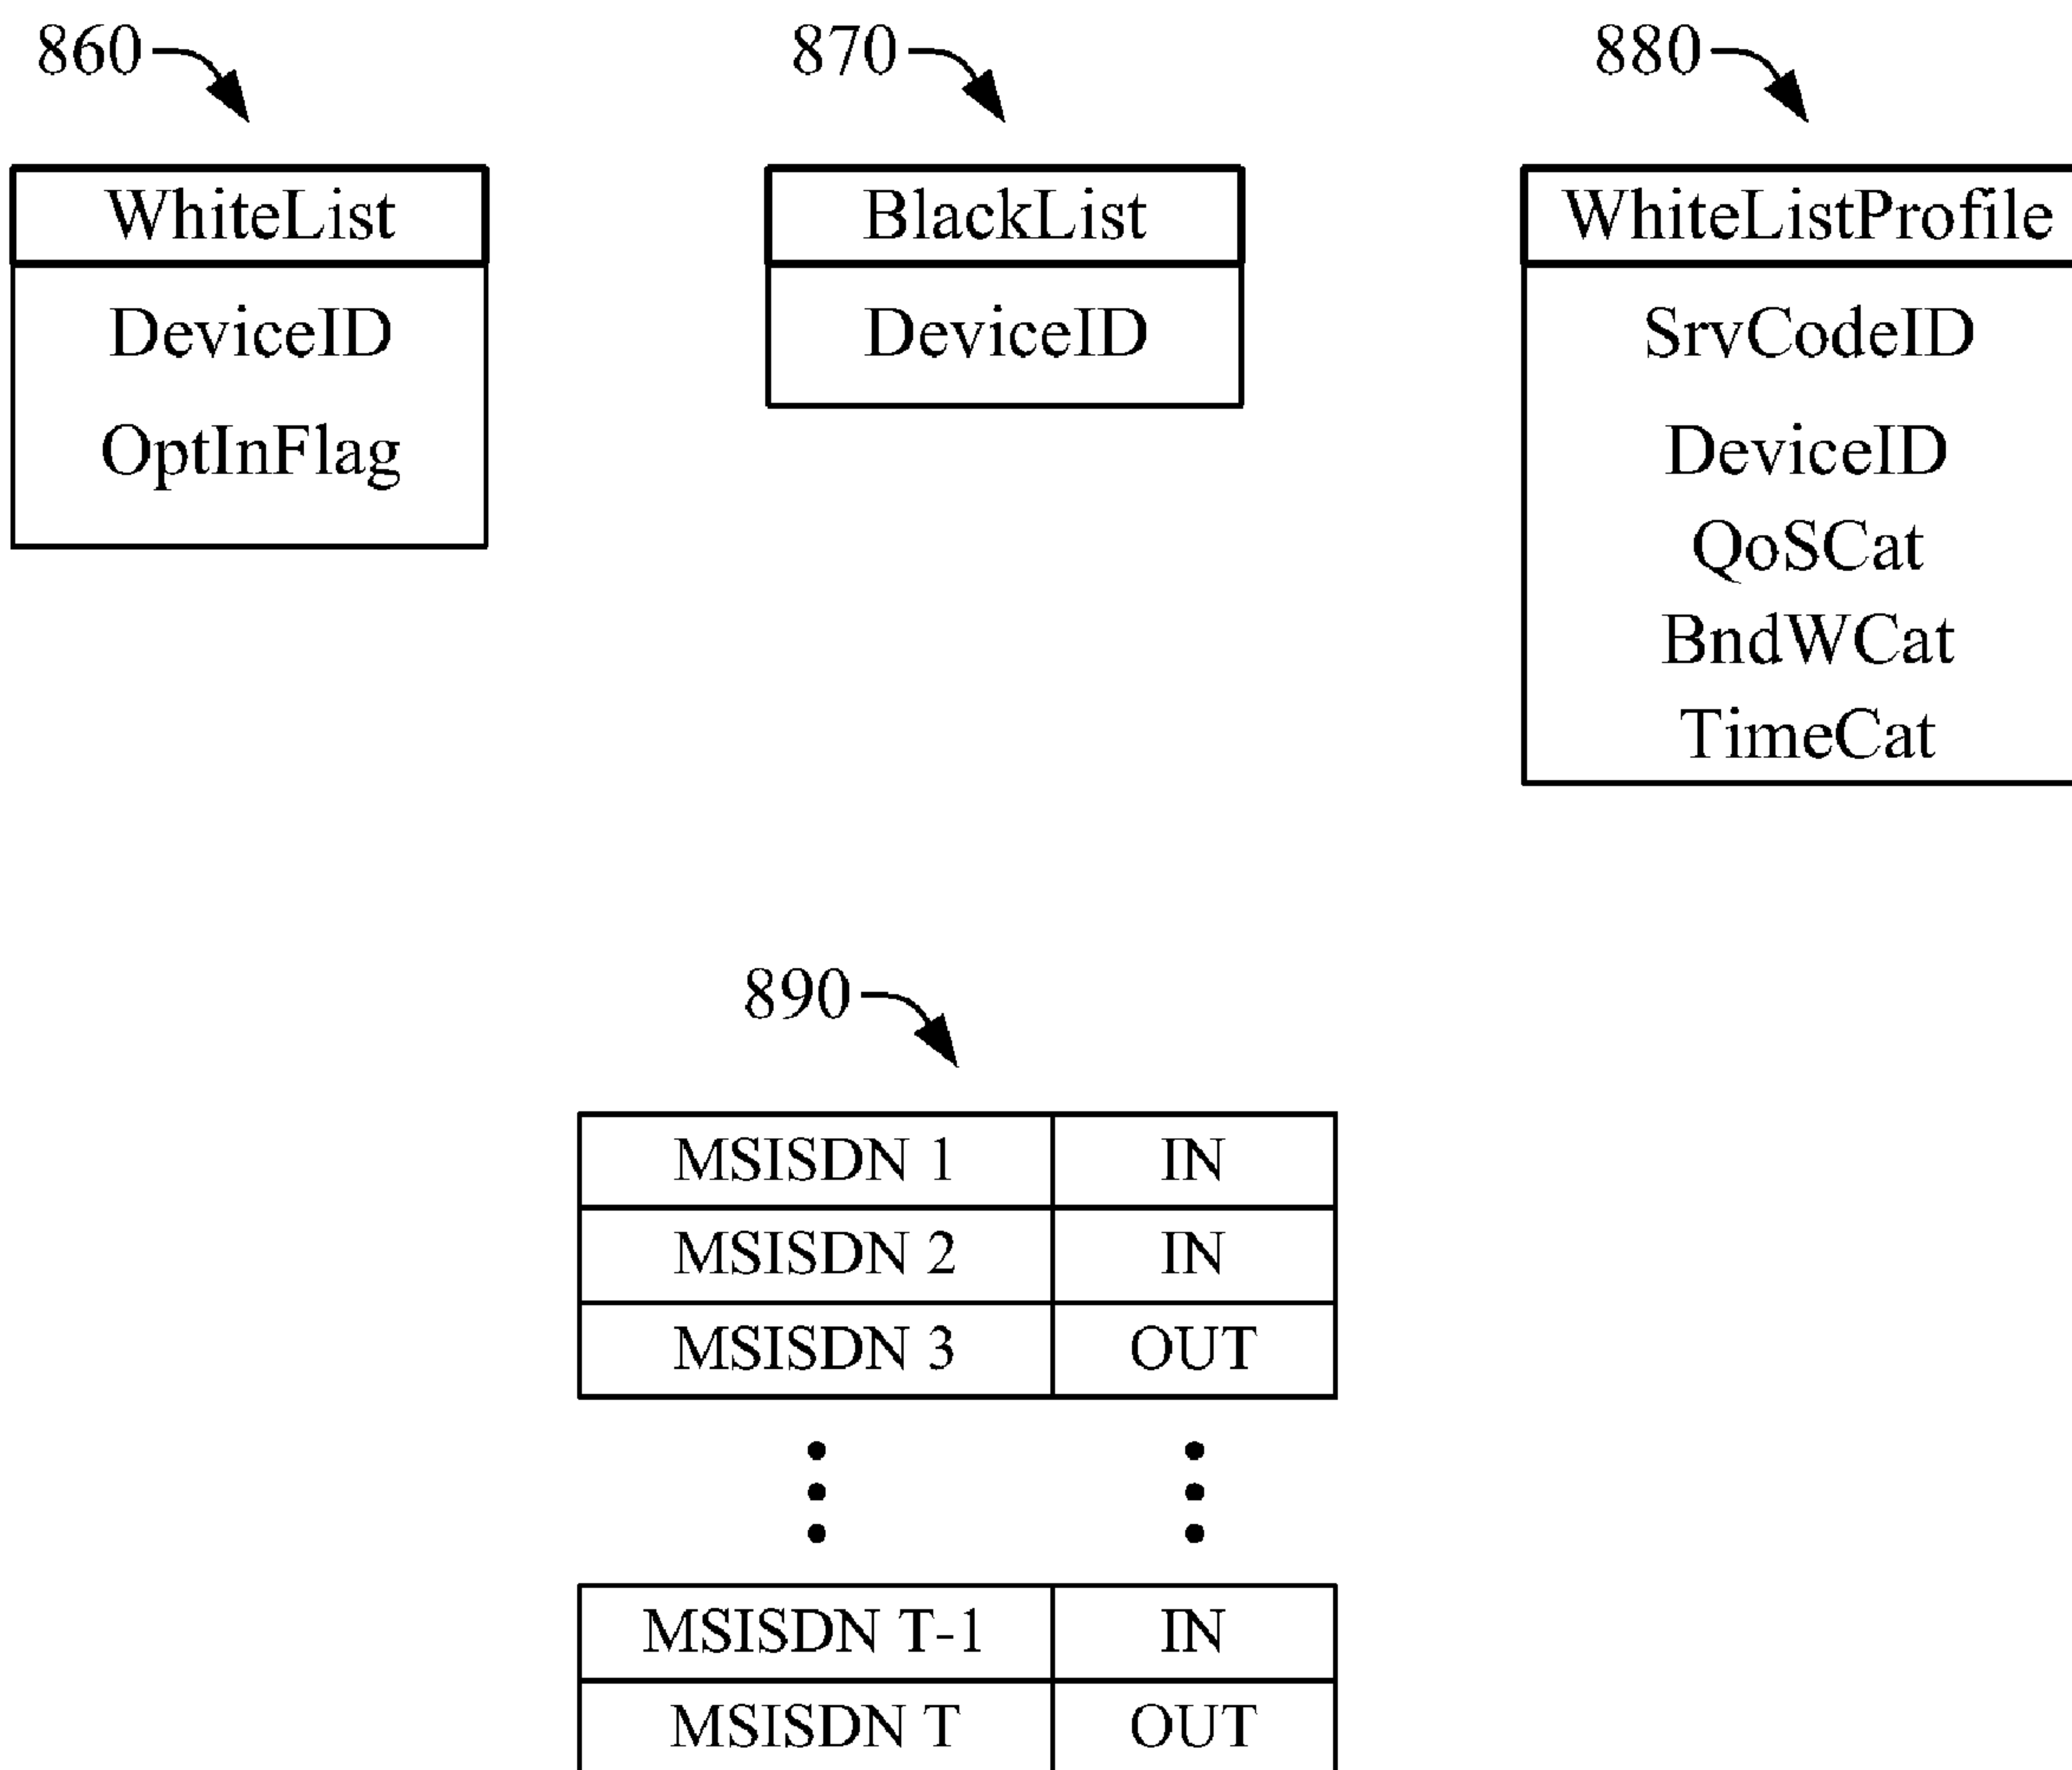 860
870
880
WhiteList
DeviceID
OptInFlag
BlackList
DeviceID
WhiteListProfile
SrvCodeID
DeviceID
QoSCat
BndWCat
TimeCat
890
MSISDN 1 IN
MSISDN 2 IN
MSISDN 3 OUT
MSISDN T-1 IN
MSISDN T OUT